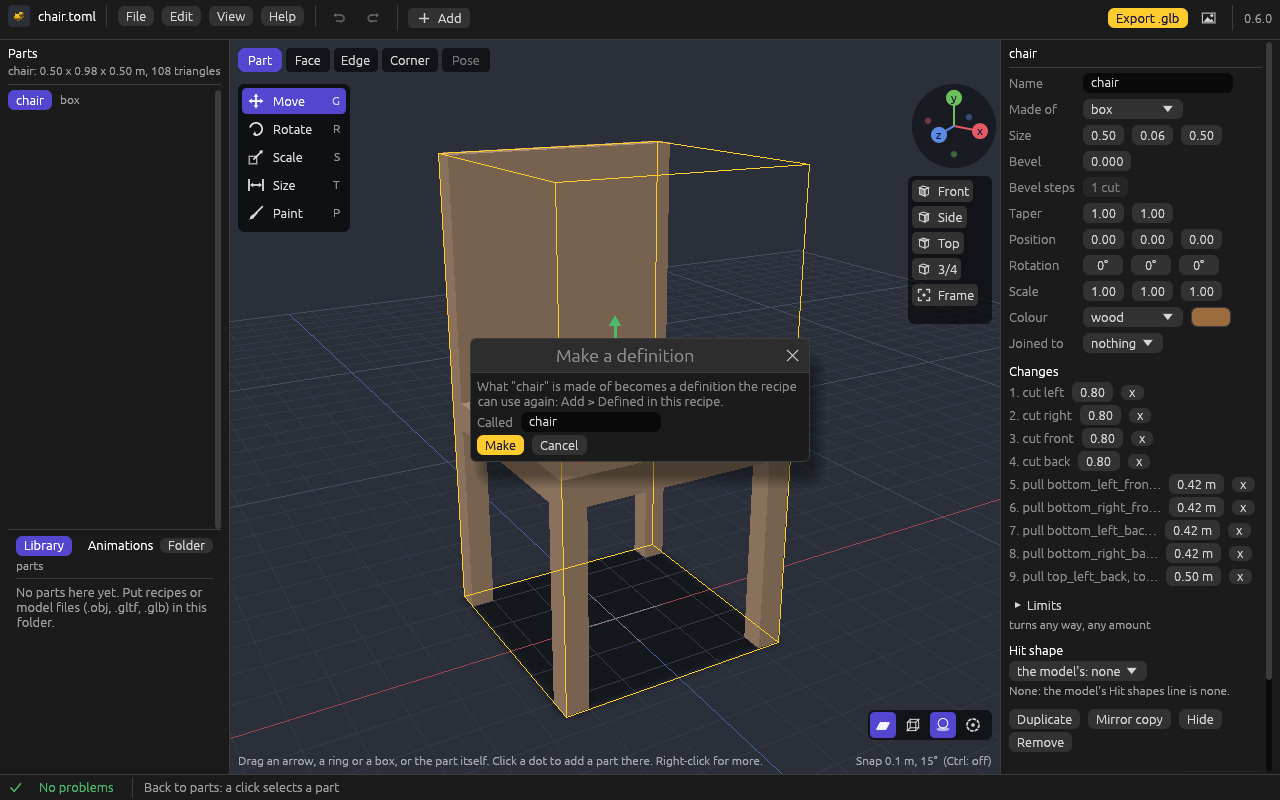 chair.toml File Edit View Help + Add Export .glb 0.6.0
Parts
chair: 0.50 x 0.98 x 0.50 m, 108 triangles
chair box
Library Animations Folder
parts
No parts here yet. Put recipes or
model files (.obj, .gltf, .glb) in this
folder.
Part Face Edge Corner Pose
Move G
Rotate R
Scale S
Size T
Paint P
y
x
z
Front
Side
Top
3/4
Frame
Make a definition
What "chair" is made of becomes a definition the recipe
can use again: Add > Defined in this recipe.
Called chair
Make Cancel
Drag an arrow, a ring or a box, or the part itself. Click a dot to add a part there. Right-click for more.
Snap 0.1 m, 15° (Ctrl: off)
chair
Name chair
Made of box
Size 0.50 0.06 0.50
Bevel 0.000
Bevel steps 1 cut
Taper 1.00 1.00
Position 0.00 0.00 0.00
Rotation 0° 0° 0°
Scale 1.00 1.00 1.00
Colour wood
Joined to nothing
Changes
1. cut left 0.80 x
2. cut right 0.80 x
3. cut front 0.80 x
4. cut back 0.80 x
5. pull bottom_left_fron... 0.42 m x
6. pull bottom_right_fro... 0.42 m x
7. pull bottom_left_bac... 0.42 m x
8. pull bottom_right_ba... 0.42 m x
9. pull top_left_back, to... 0.50 m x
Limits
turns any way, any amount
Hit shape
the model's: none
None: the model's Hit shapes line is none.
Duplicate Mirror copy Hide
Remove
No problems Back to parts: a click selects a part